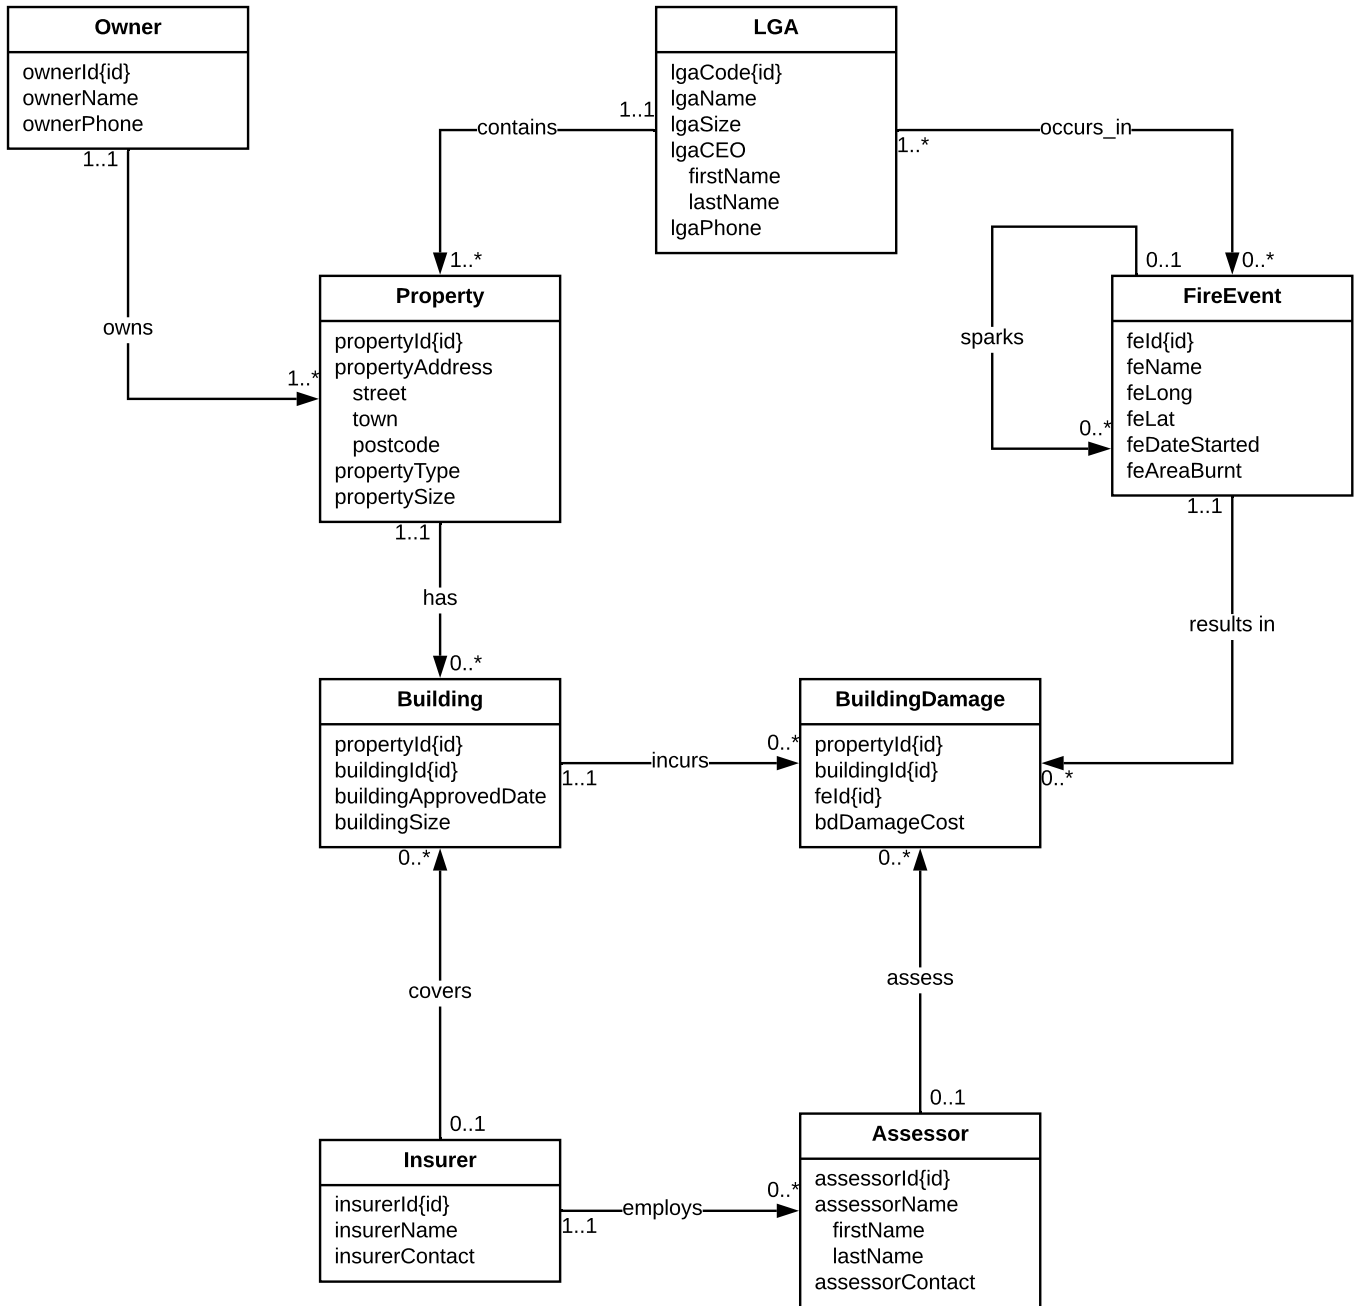 Owner
ownerId{id}
ownerName
ownerPhone
1..1
owns
1..*
LGA
lgaCode{id}
lgaName
lgaSize
lgaCEO
firstName
lastName
lgaPhone
1..1
contains
1..*
1..*
occurs_in
0..*
Property
propertyId{id}
propertyAddress
street
town
postcode
propertyType
propertySize
1..1
has
0..*
FireEvent
feId{id}
feName
feLong
feLat
feDateStarted
feAreaBurnt
0..1
sparks
0..*
1..1
results in
0..*
Building
propertyId{id}
buildingId{id}
buildingApprovedDate
buildingSize
1..1
incurs
0..*
BuildingDamage
propertyId{id}
buildingId{id}
feId{id}
bdDamageCost
0..*
covers
0..1
0..*
assess
0..1
Insurer
insurerId{id}
insurerName
insurerContact
1..1
employs
0..*
Assessor
assessorId{id}
assessorName
firstName
lastName
assessorContact